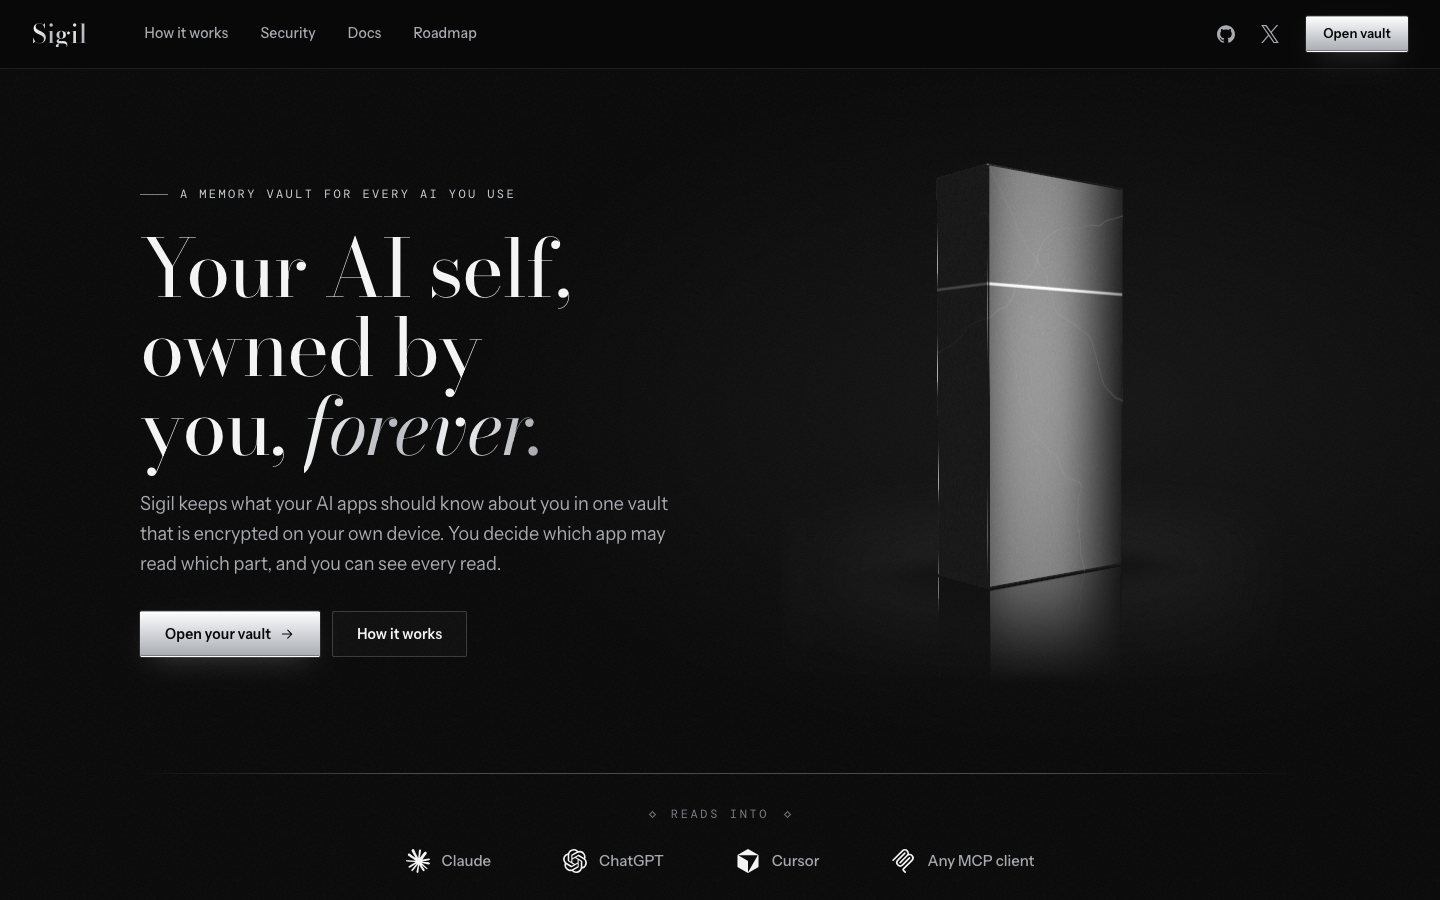 Sigil
How it works
Security
Docs
Roadmap
Open vault
A MEMORY VAULT FOR EVERY AI YOU USE
Your AI self,
owned by
you, forever.
Sigil keeps what your AI apps should know about you in one vault
that is encrypted on your own device. You decide which app may
read which part, and you can see every read.
Open your vault →
How it works
READS INTO
Claude
ChatGPT
Cursor
Any MCP client